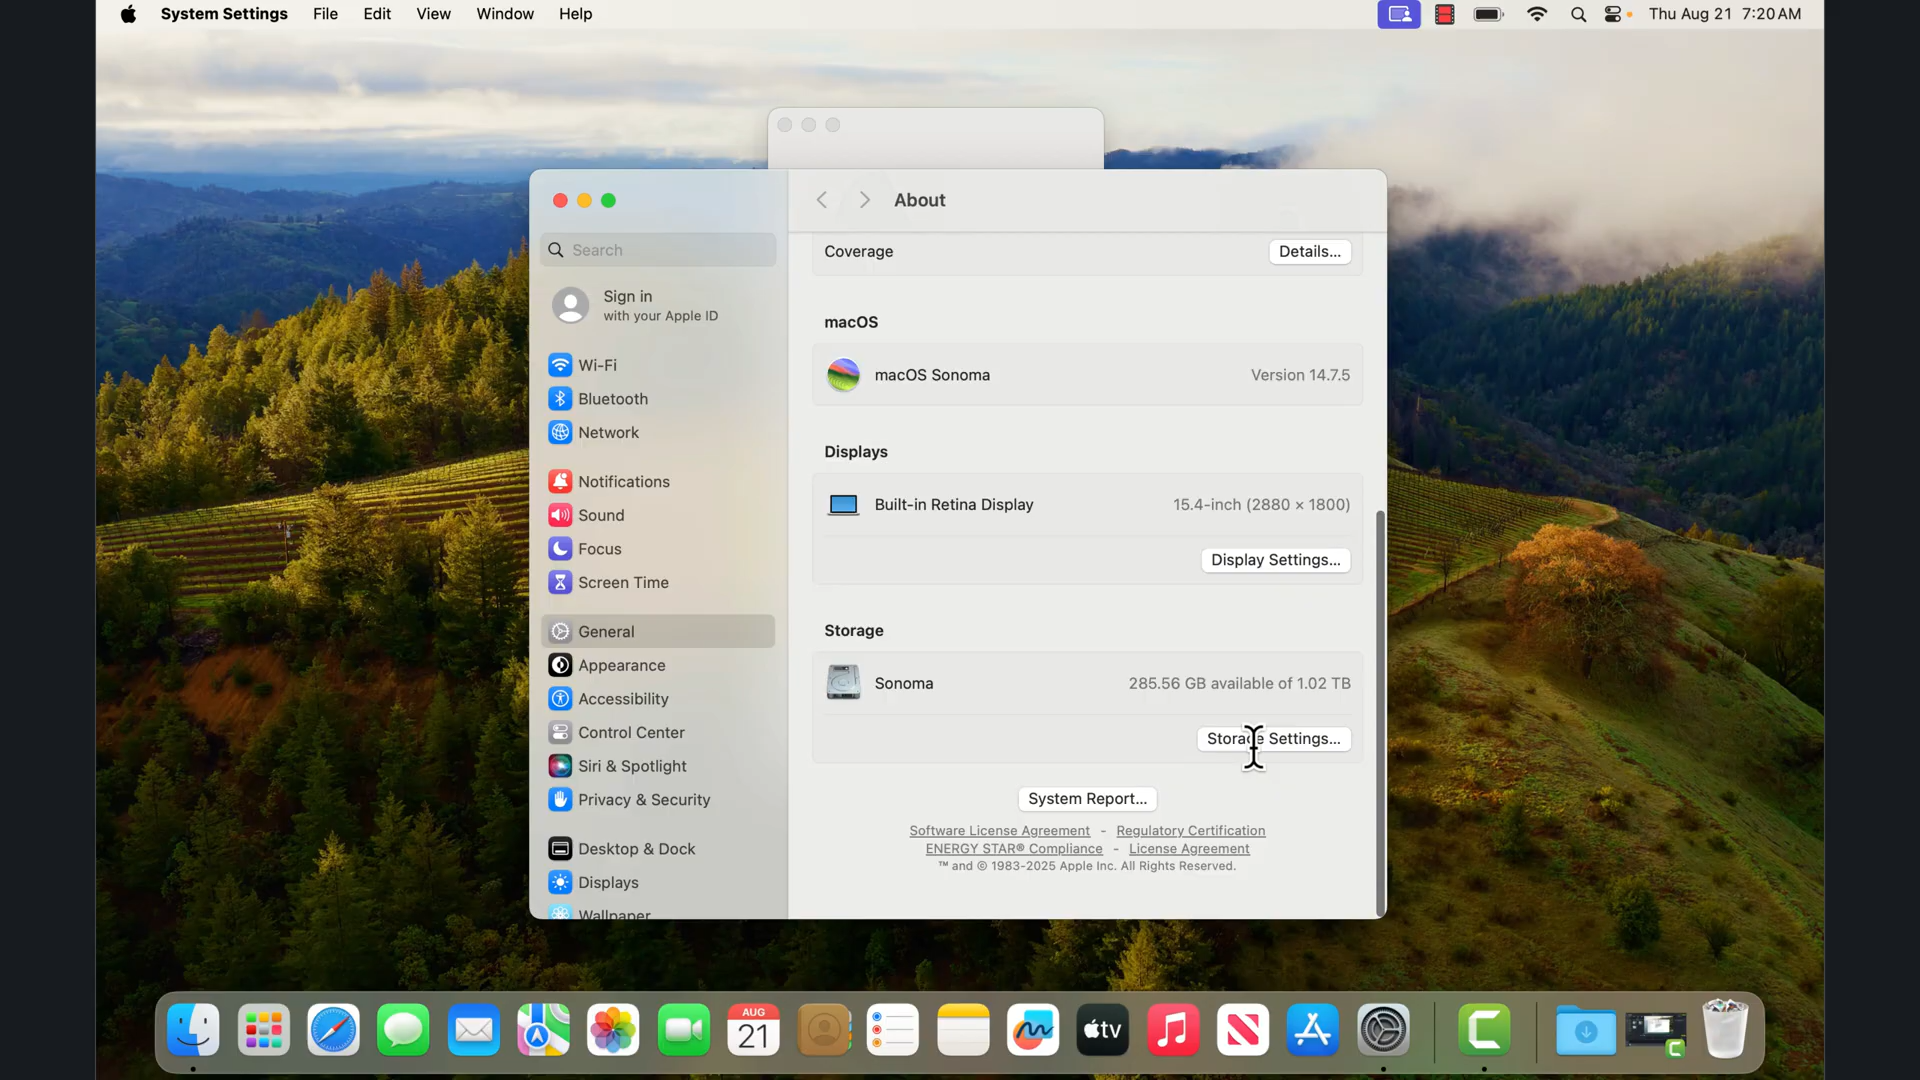 System Settings File Edit View Window Help Thu Aug 21 7:20 AM
About
Search
Sign in
with your Apple ID
Wi-Fi
Bluetooth
Network
Notifications
Sound
Focus
Screen Time
General
Appearance
Accessibility
Control Center
Siri & Spotlight
Privacy & Security
Desktop & Dock
Displays
Wallpaper
Coverage Details...
macOS
macOS Sonoma Version 14.7.5
Displays
Built-in Retina Display 15.4-inch (2880 × 1800)
Display Settings...
Storage
Sonoma 285.56 GB available of 1.02 TB
Storage Settings...
System Report...
Software License Agreement - Regulatory Certification
ENERGY STAR® Compliance - License Agreement
™ and © 1983-2025 Apple Inc. All Rights Reserved.
AUG
21
tv